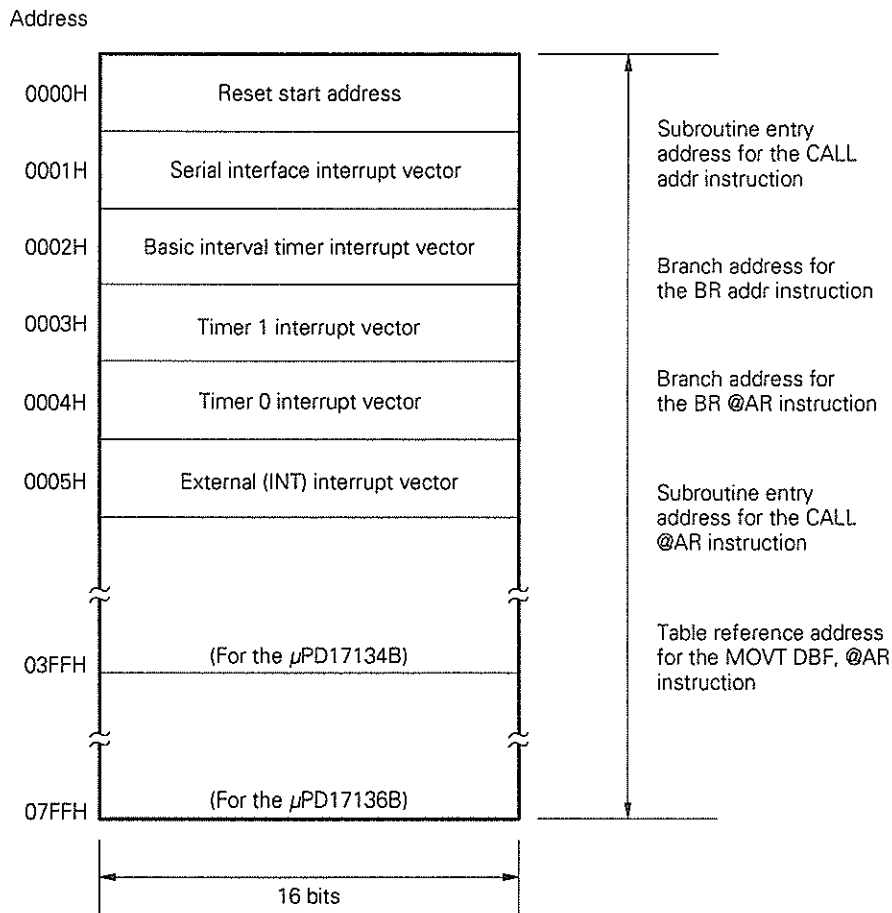 Address
0000H
Reset start address
0001H
Serial interface interrupt vector
0002H
Basic interval timer interrupt vector
0003H
Timer 1 interrupt vector
0004H
Timer 0 interrupt vector
0005H
External (INT) interrupt vector
03FFH
(For the µPD17134B)
07FFH
(For the µPD17136B)
16 bits
Subroutine entry
address for the CALL
addr instruction
Branch address for
the BR addr instruction
Branch address for
the BR @AR instruction
Subroutine entry
address for the CALL
@AR instruction
Table reference address
for the MOVT DBF, @AR
instruction